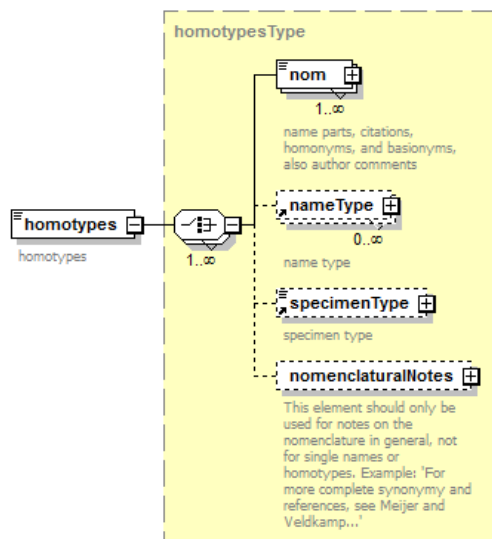 homotypesType
nom
1..∞
name parts, citations,
homonyms, and basionyms,
also author comments
nameType
0..∞
name type
homotypes
homotypes
1..∞
specimenType
specimen type
nomenclaturalNotes
This element should only be
used for notes on the
nomenclature in general, not
for single names or
homotypes. Example: 'For
more complete synonymy and
references, see Meijer and
Veldkamp...'